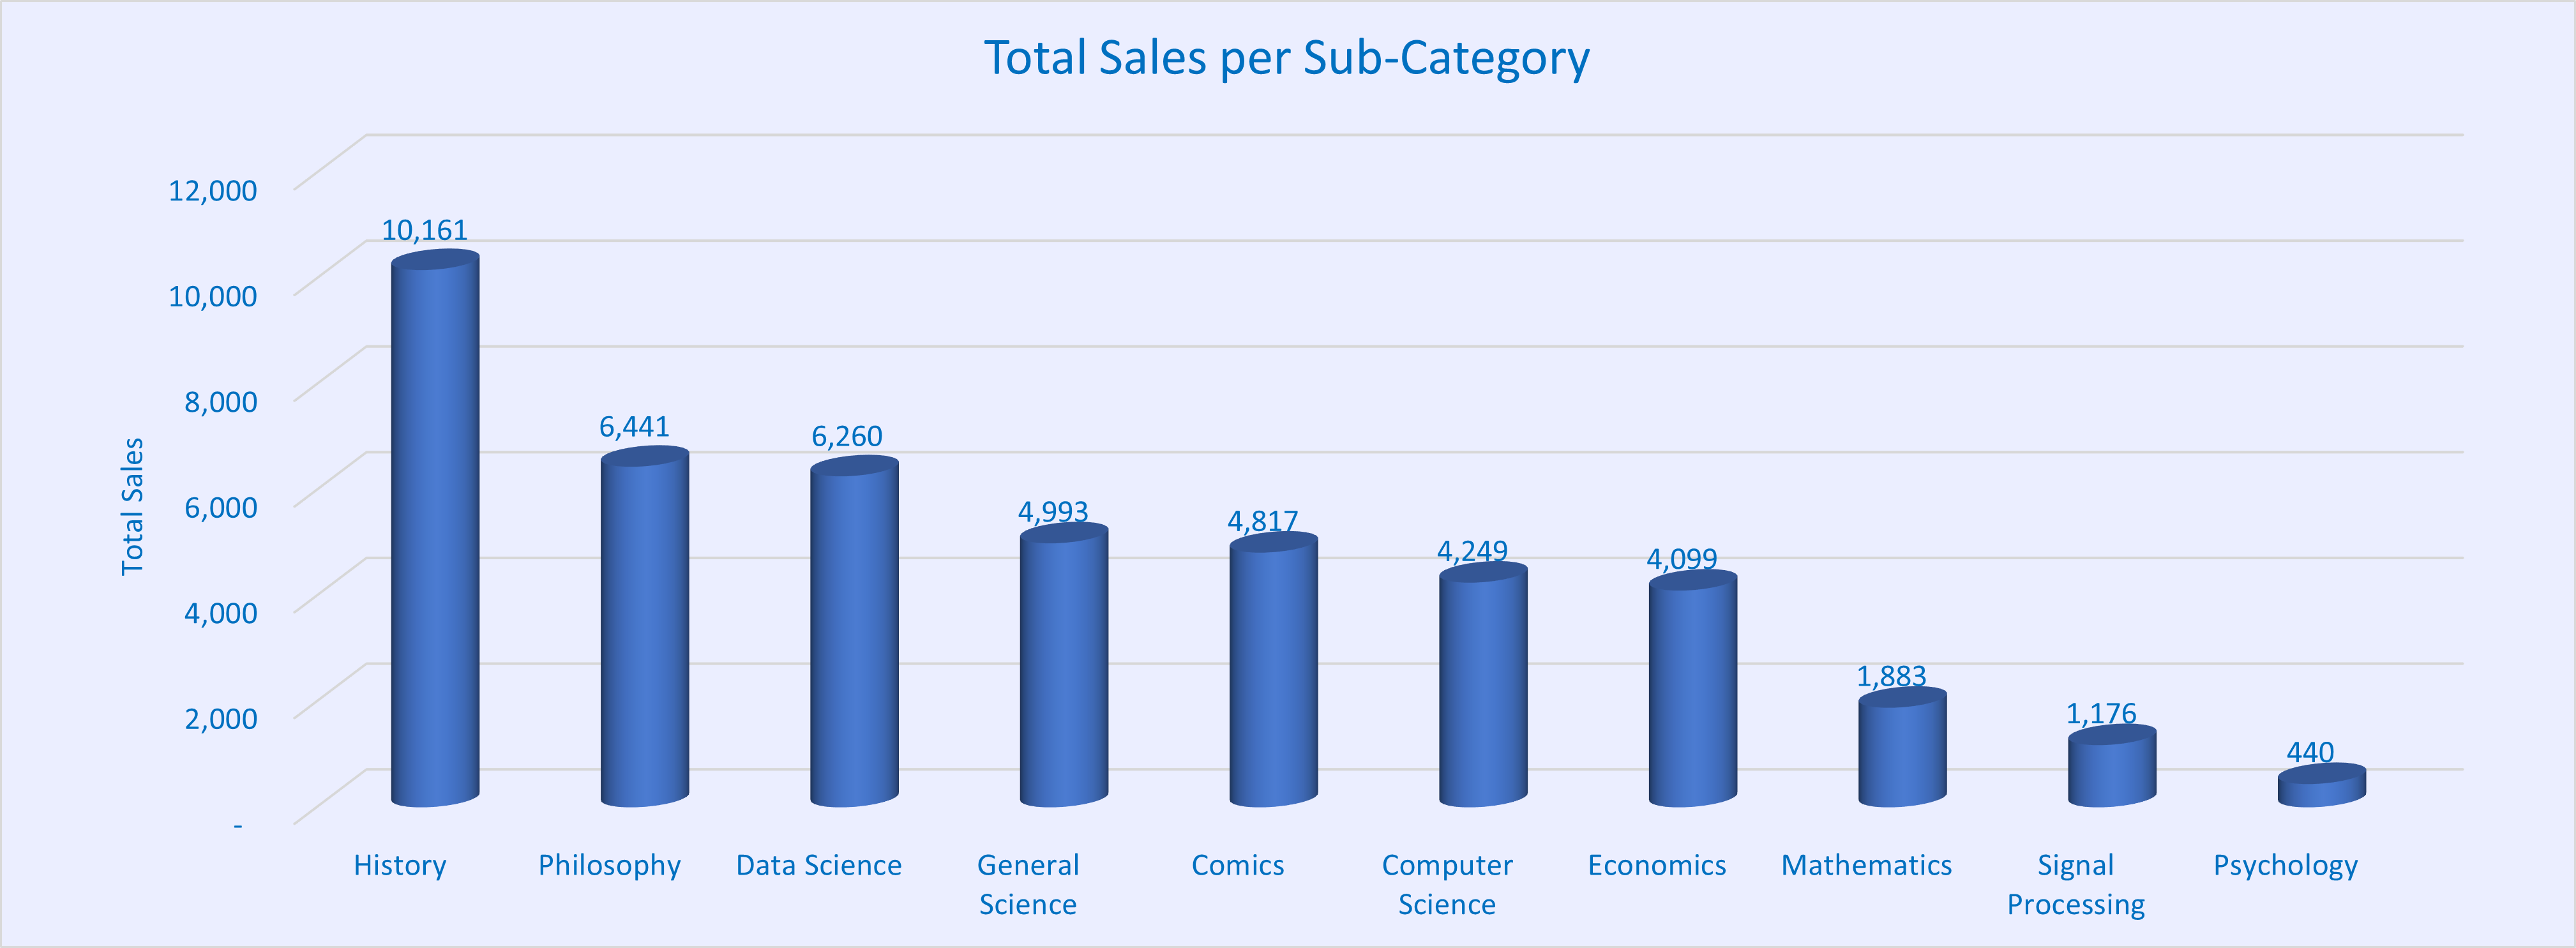 Total Sales per Sub-Category
Total Sales
12,000
10,000
8,000
6,000
4,000
2,000
-
10,161
6,441
6,260
4,993
4,817
4,249
4,099
1,883
1,176
440
History
Philosophy
Data Science
General
Science
Comics
Computer
Science
Economics
Mathematics
Signal
Processing
Psychology